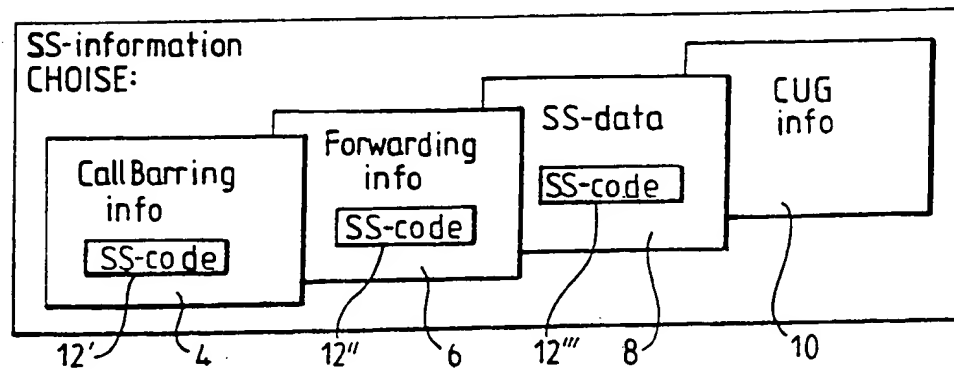 SS-information
CHOISE:
CallBarring
info
SS-code
Forwarding
info
SS-code
SS-data
SS-code
CUG
info
12' 4 12" 6 12''' 8 10